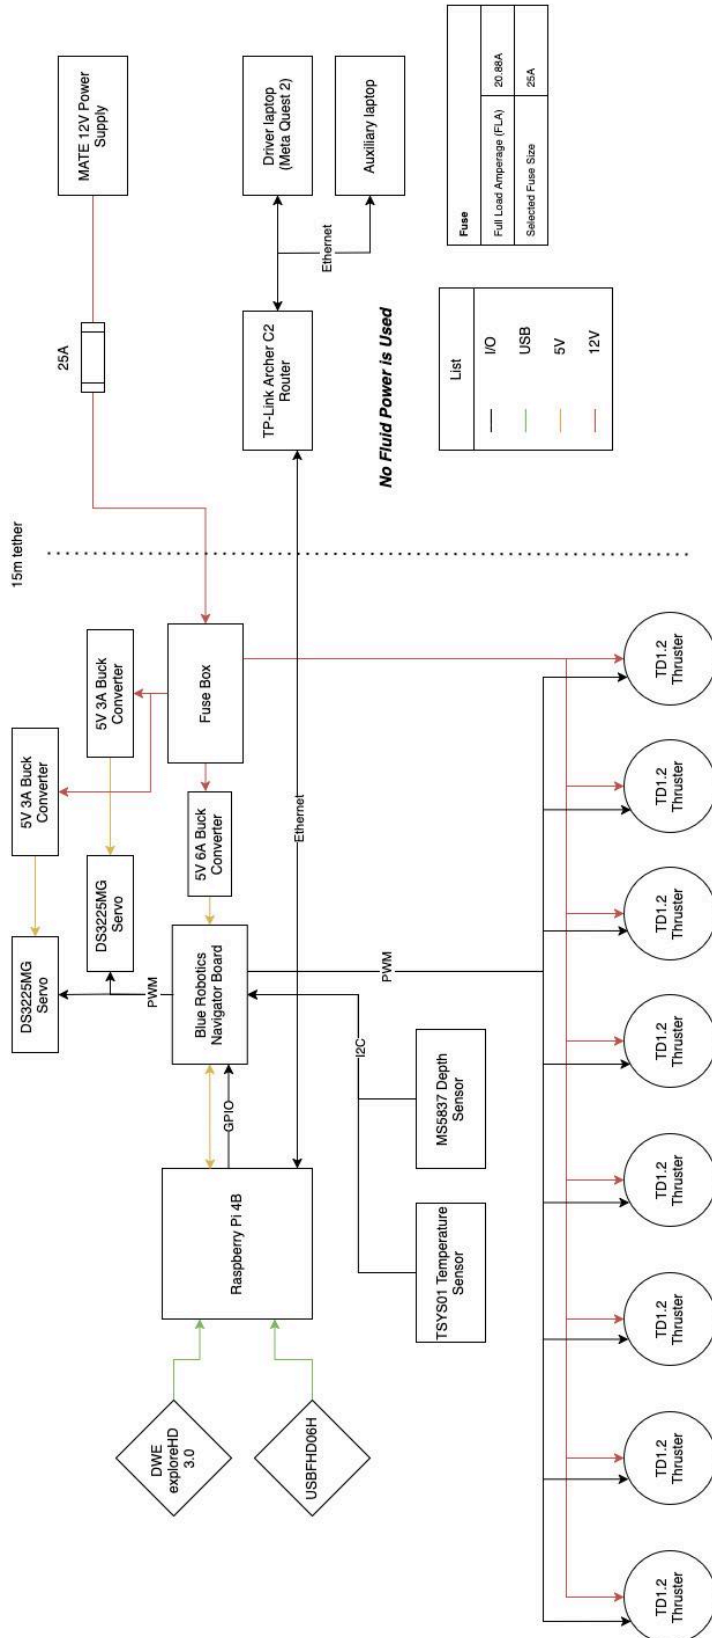 15m tether
DS3225MG
Servo
5V 3A Buck
Converter
MATE 12V Power
Supply
25A
DS3225MG
Servo
5V 3A Buck
Converter
DWE
exploreHD
3.0
USBFHD06H
Raspberry Pi 4B
GPIO
PWM
Blue Robotics
Navigator Board
5V 6A Buck
Converter
Fuse Box
Ethernet
TP-Link Archer C2
Router
Ethernet
Driver laptop
(Meta Quest 2)
Auxiliary laptop
I2C
PWM
TSYS01 Temperature
Sensor
MS5837 Depth
Sensor
No Fluid Power is Used
List
I/O
USB
5V
12V
Fuse
Full Load Amperage (FLA) 20.88A
Selected Fuse Size 25A
TD1.2
Thruster
TD1.2
Thruster
TD1.2
Thruster
TD1.2
Thruster
TD1.2
Thruster
TD1.2
Thruster
TD1.2
Thruster
TD1.2
Thruster